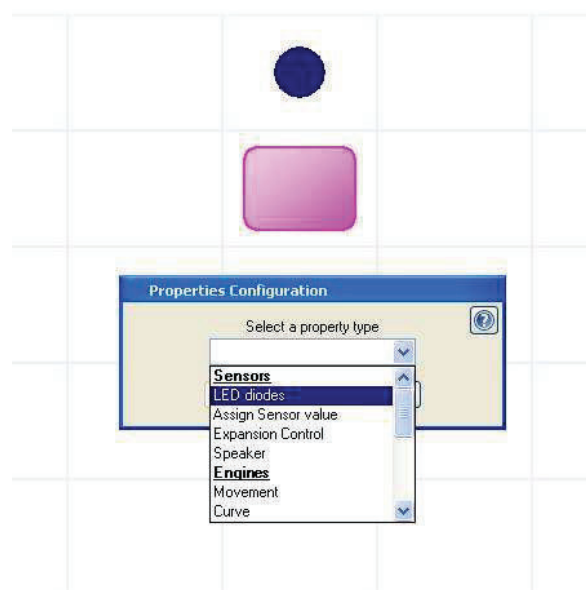 Properties Configuration
Select a property type
Sensors
LED diodes
Assign Sensor value
Expansion Control
Speaker
Engines
Movement
Curve